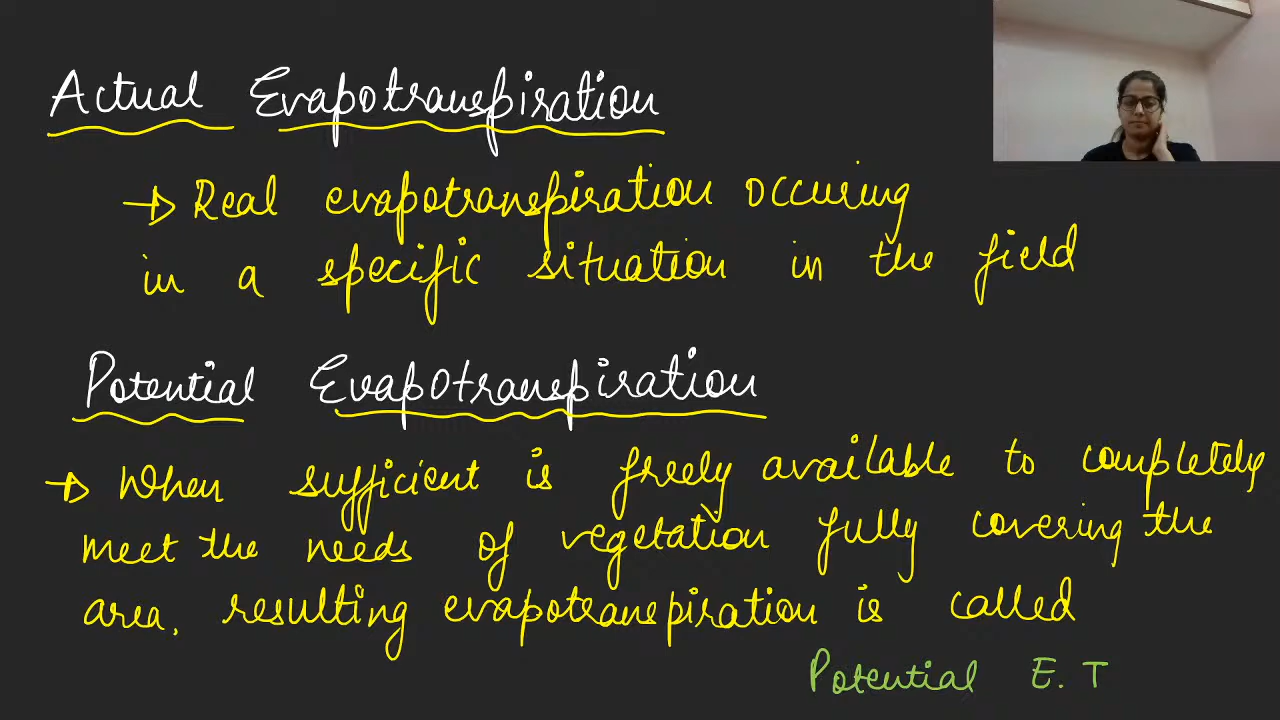 Actual Evapotranspiration
→ Real evapotranspiration occuring
in a specific situation in the field
Potential Evapotranspiration
→ When sufficient is freely available to completely
meet the needs of vegetation fully covering the
area, resulting evapotranspiration is called
Potential E. T